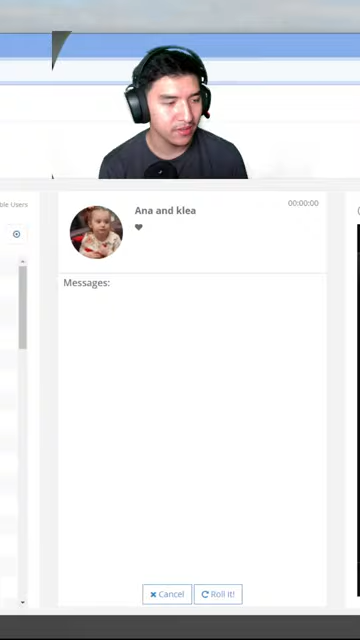 ble Users
00:00:00
Ana and klea
Messages:
Cancel
Roll It!